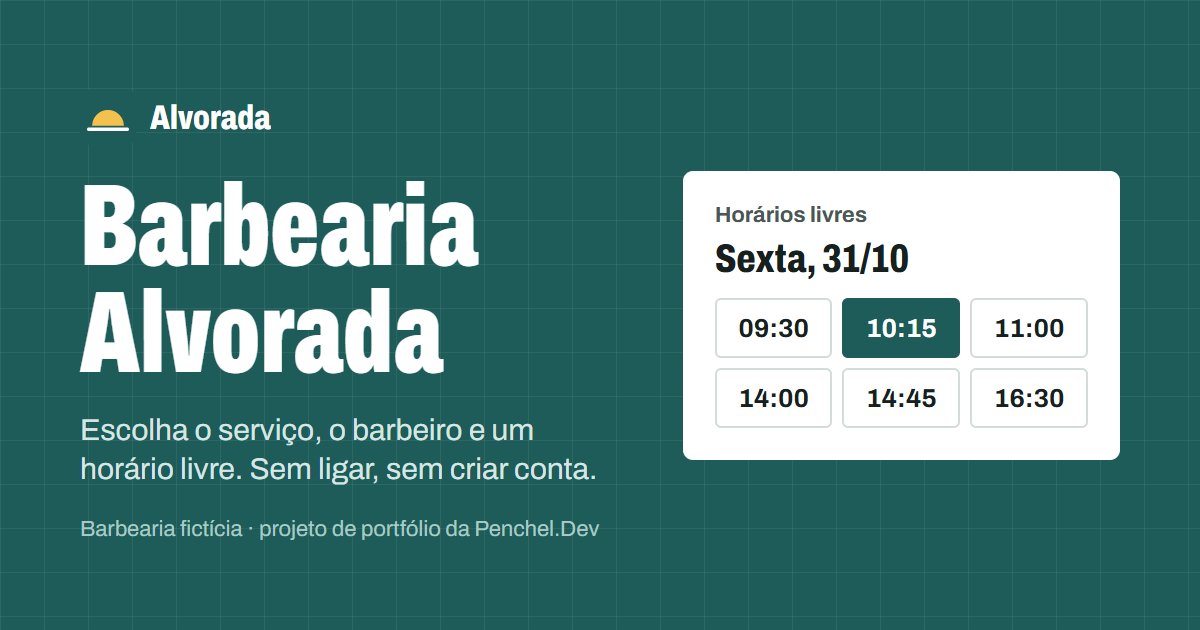 Alvorada
Barbearia
Alvorada
Escolha o serviço, o barbeiro e um
horário livre. Sem ligar, sem criar conta.
Barbearia fictícia · projeto de portfólio da Penchel.Dev
Horários livres
Sexta, 31/10
09:30 10:15 11:00
14:00 14:45 16:30